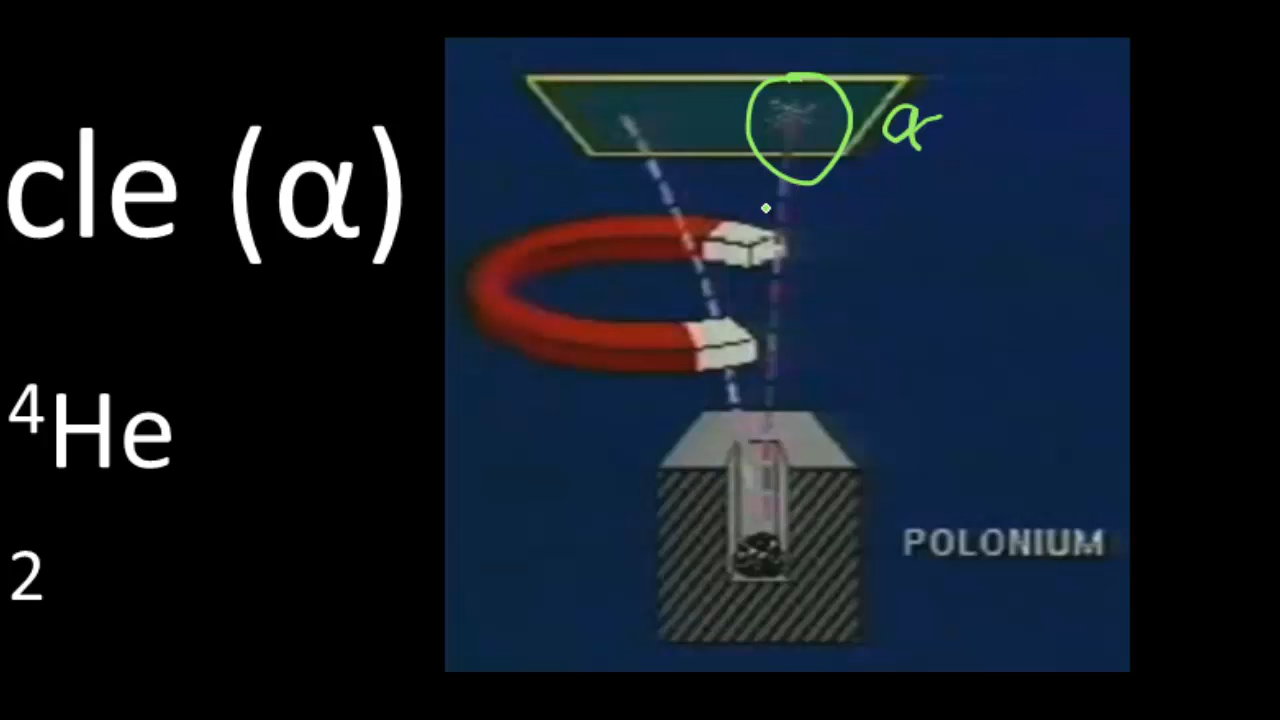 cle (α)
⁴He
2
α
POLONIUM